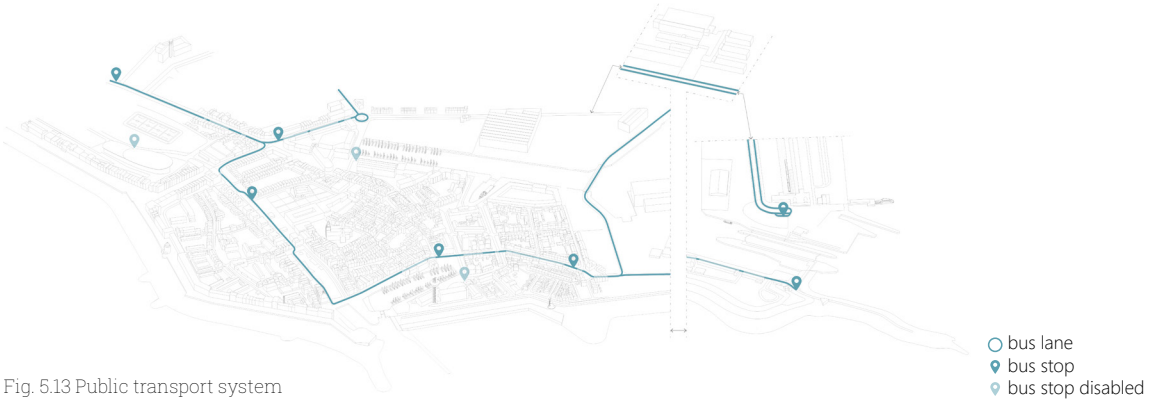 bus lane
bus stop
Fig. 5.13 Public transport system
bus stop disabled